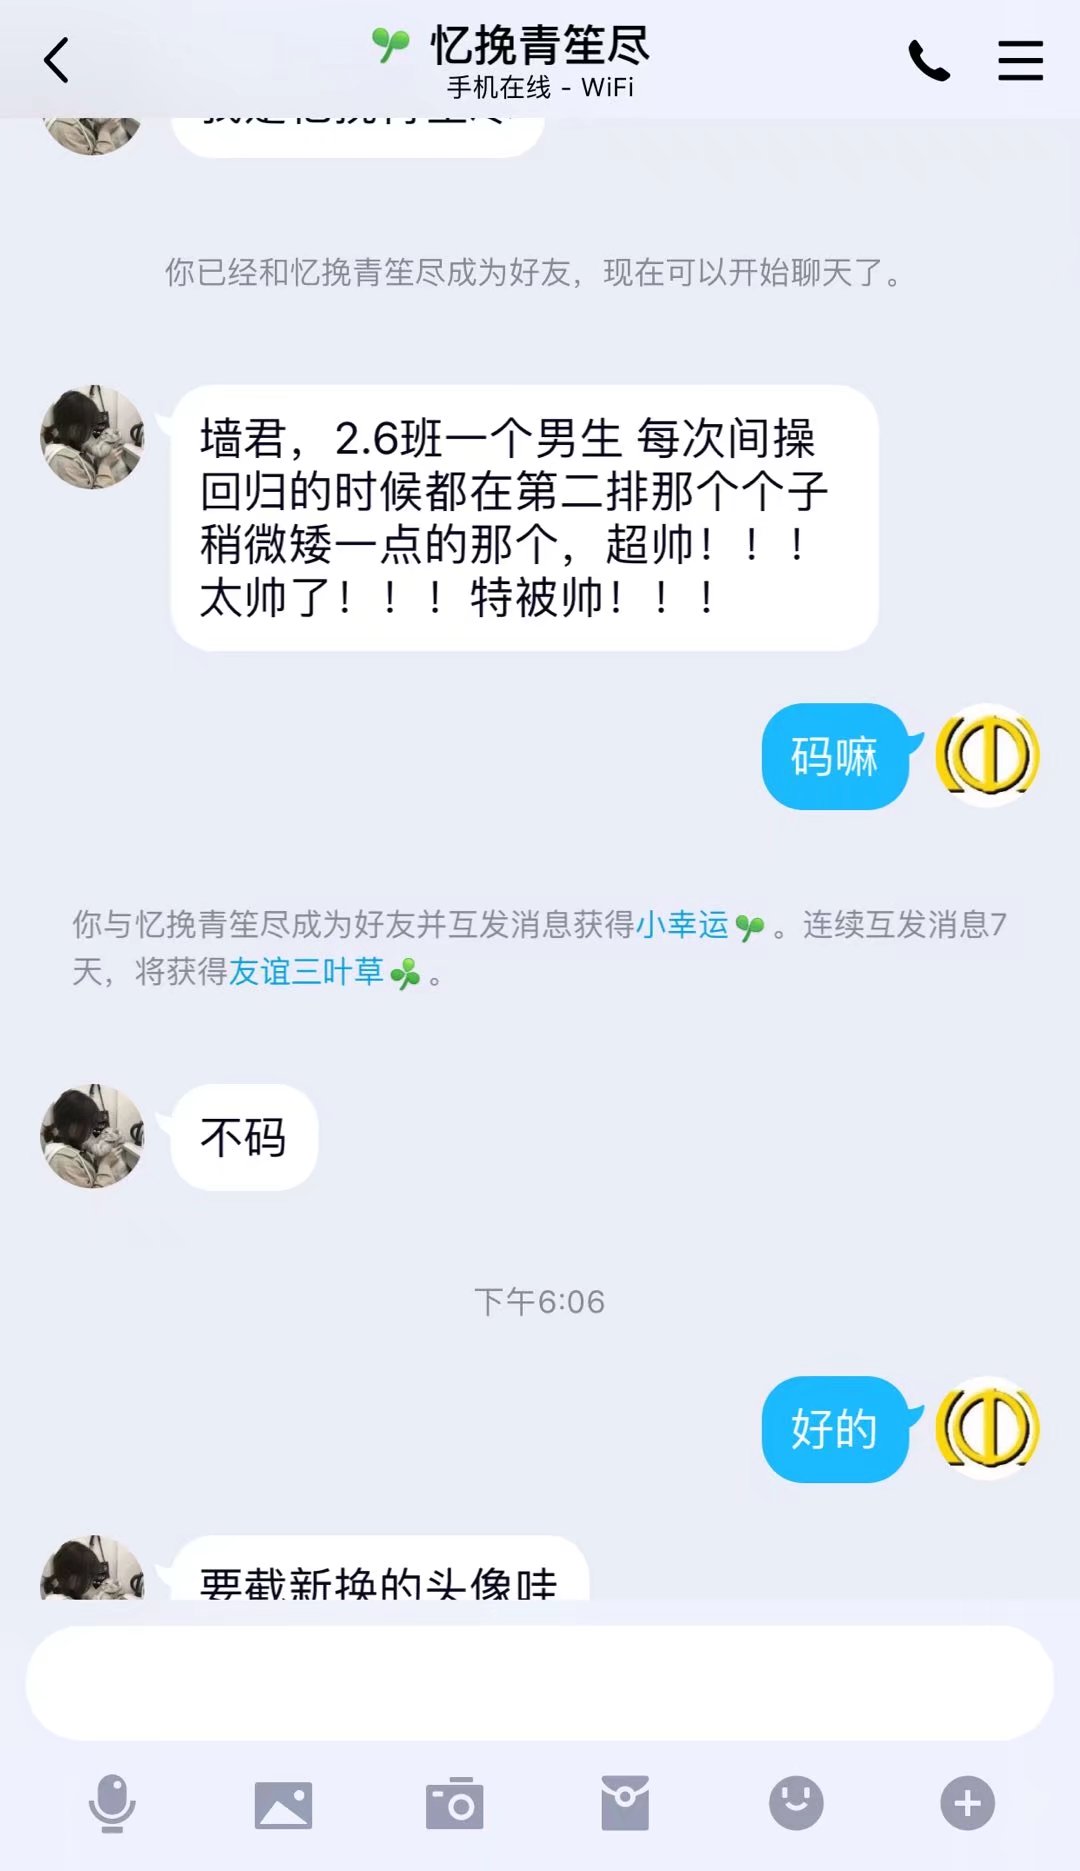 忆挽青笙尽
手机在线 - WiFi
你已经和忆挽青笙尽成为好友，现在可以开始聊天了。
墙君，2.6班一个男生 每次间操
回归的时候都在第二排那个个子
稍微矮一点的那个，超帅！！！
太帅了！！！特被帅！！！
码嘛
你与忆挽青笙尽成为好友并互发消息获得小幸运。连续互发消息7
天，将获得友谊三叶草。
不码
下午6:06
好的
要截新换的头像哇